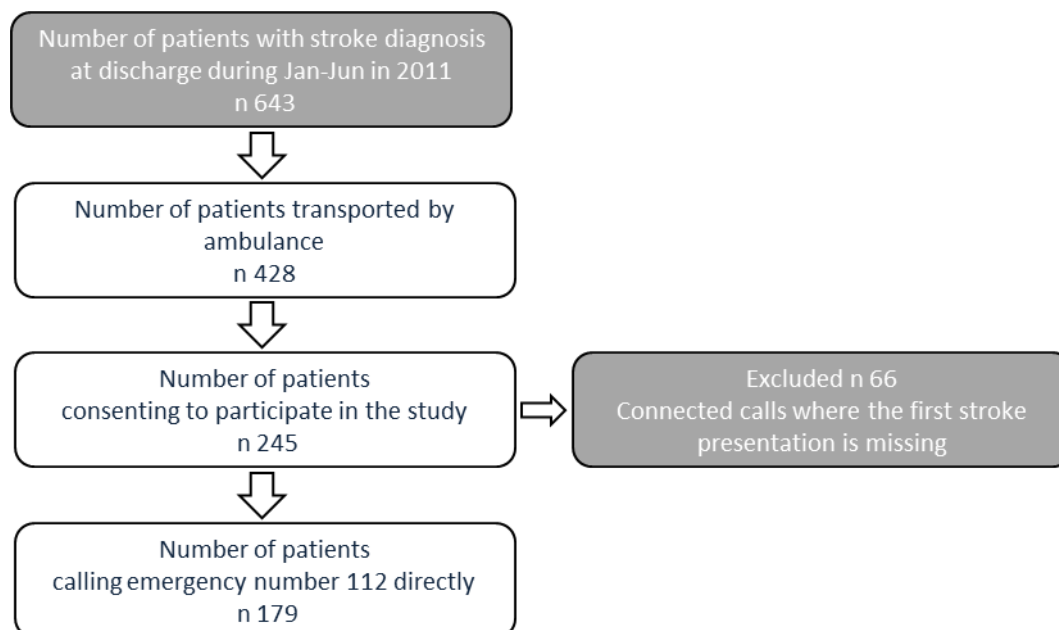 Number of patients with stroke diagnosis
at discharge during Jan-Jun in 2011
n 643
Number of patients transported by
ambulance
n 428
Number of patients
consenting to participate in the study
n 245
Excluded n 66
Connected calls where the first stroke
presentation is missing
Number of patients
calling emergency number 112 directly
n 179